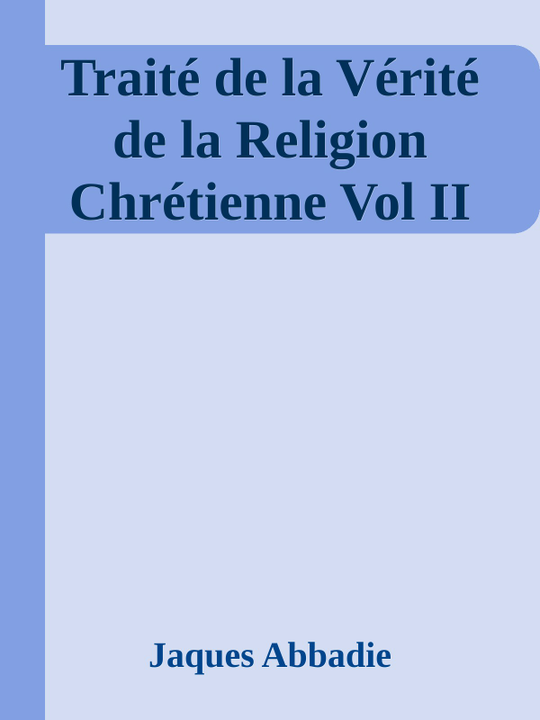 Traité de la Vérité
de la Religion
Chrétienne Vol II
Jaques Abbadie